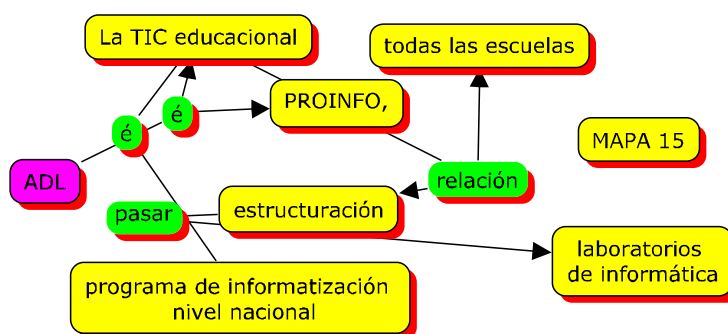 La TIC educacional
todas las escuelas
é
é
PROINFO,
MAPA 15
ADL
relación
pasar
estructuración
laboratorios
de informática
programa de informatización
nivel nacional